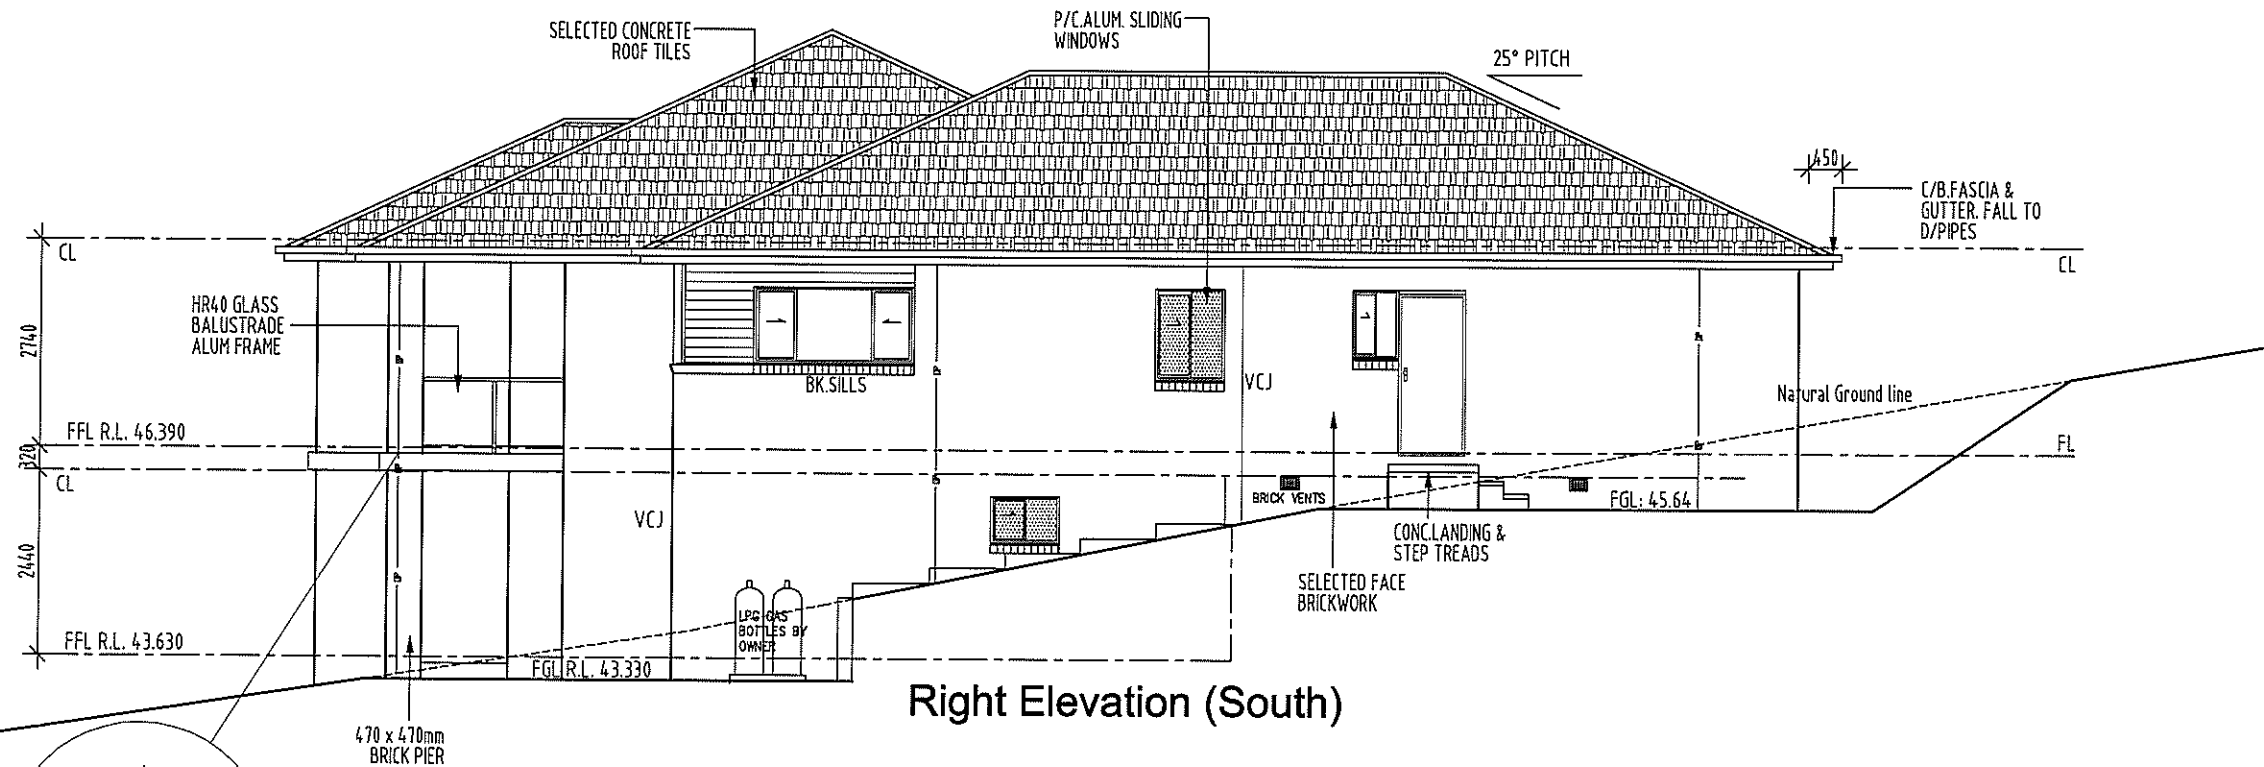 SELECTED CONCRETE
ROOF TILES
P/C.ALUM. SLIDING
WINDOWS
25° PITCH
450
C/B.FASCIA &
GUTTER. FALL TO
D/PIPES
CL
CL
HR40 GLASS
BALUSTRADE
ALUM FRAME
2740
BK.SILLS
VCJ
Natural Ground line
FFL R.L. 46.390
FL
320
CL
BRICK VENTS
FGL: 45.64
VCJ
CONC.LANDING &
STEP TREADS
2440
SELECTED FACE
BRICKWORK
LPG GAS
BOTTLES BY
OWNER
FFL R.L. 43.630
FGL R.L. 43.330
Right Elevation (South)
470 x 470mm
BRICK PIER